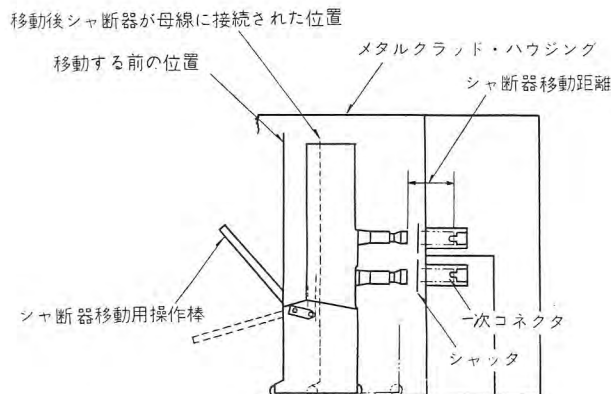 移動後シャ断器が母線に接続された位置
メタルクラッド・ハウジング
移動する前の位置
シャ断器移動距離
シャ断器移動用操作棒
一次コネクタ
シャッタ